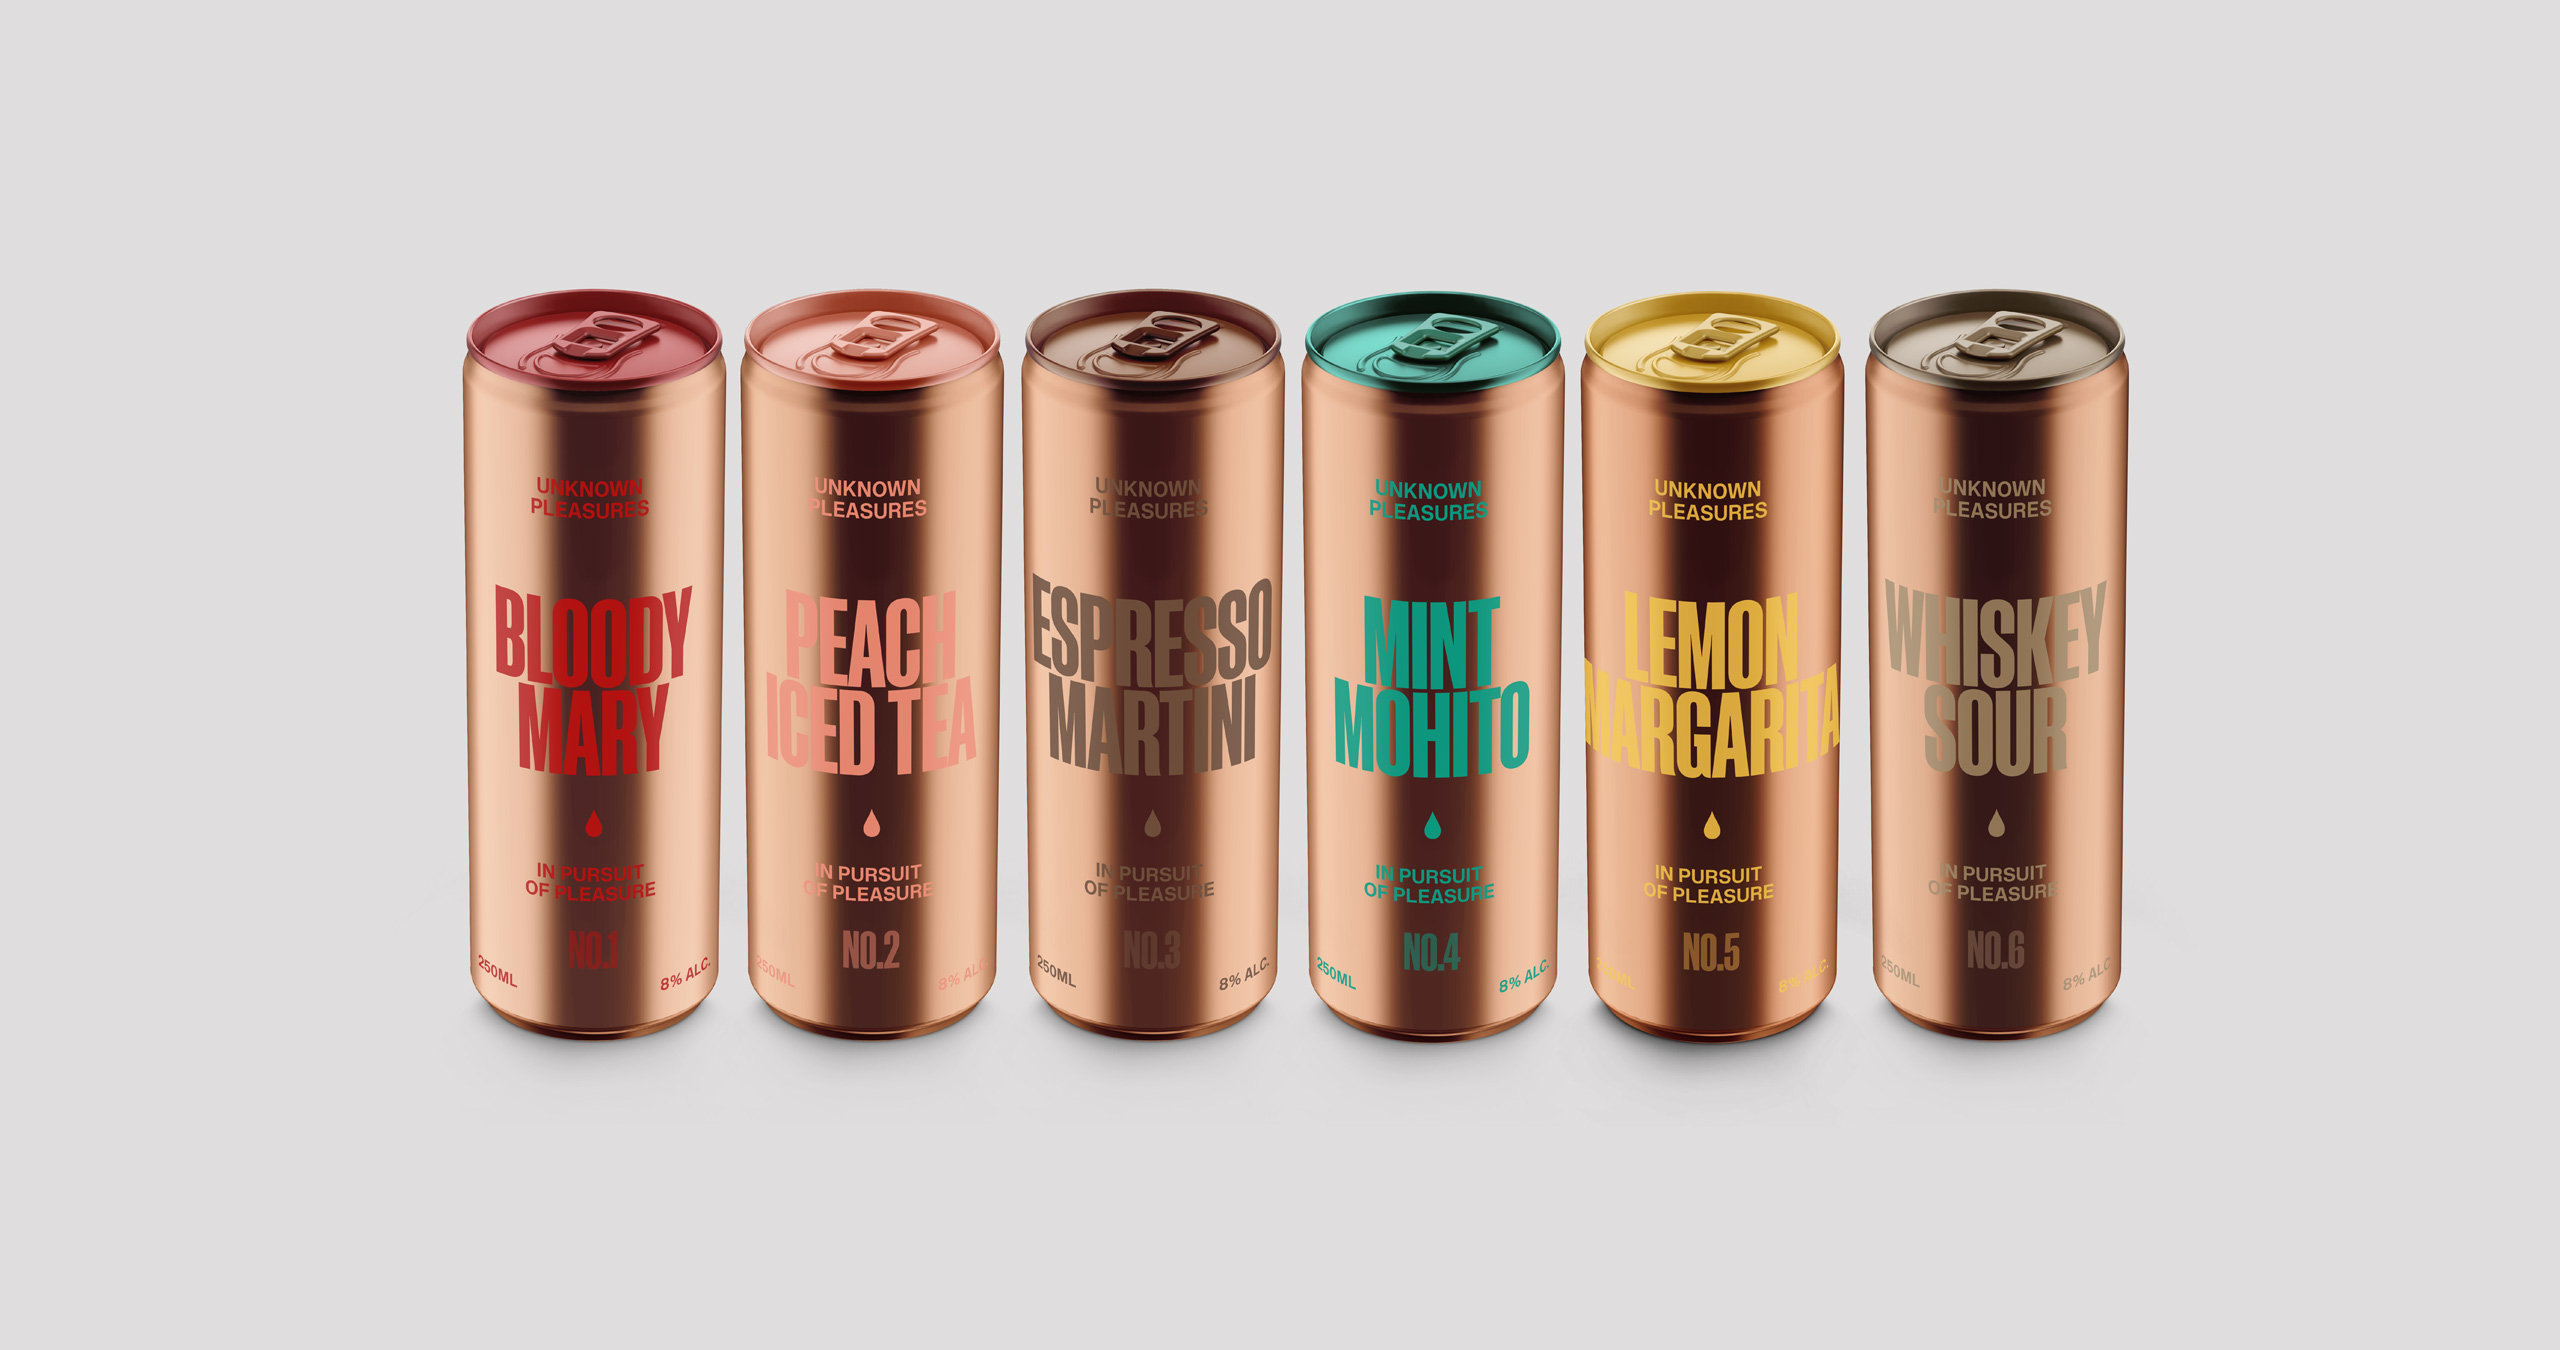 UNKNOWN
PLEASURES
BLOODY
MARY
IN PURSUIT
OF PLEASURE
NO.1
250ML
8% ALC.
UNKNOWN
PLEASURES
PEACH
ICED TEA
IN PURSUIT
OF PLEASURE
NO.2
250ML
8% ALC.
UNKNOWN
PLEASURES
ESPRESSO
MARTINI
IN PURSUIT
OF PLEASURE
NO.3
250ML
8% ALC.
UNKNOWN
PLEASURES
MINT
MOHITO
IN PURSUIT
OF PLEASURE
NO.4
250ML
8% ALC.
UNKNOWN
PLEASURES
LEMON
MARGARITA
IN PURSUIT
OF PLEASURE
NO.5
250ML
8% ALC.
UNKNOWN
PLEASURES
WHISKEY
SOUR
IN PURSUIT
OF PLEASURE
NO.6
250ML
8% ALC.